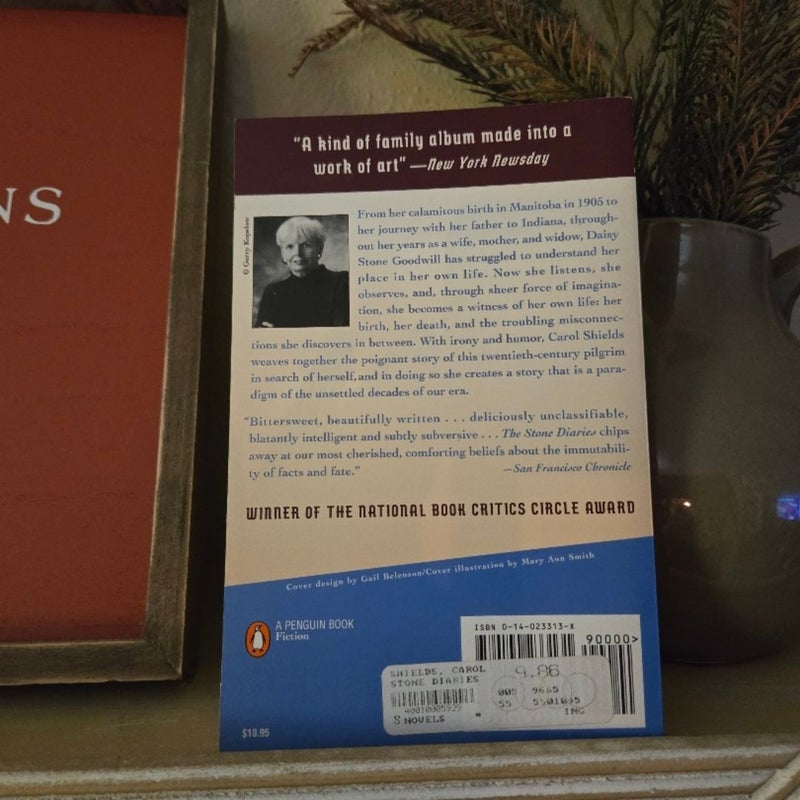 NS
"A kind of family album made into a
work of art" —New York Newsday
© Gerry Kopelow
From her calamitous birth in Manitoba in 1905 to
her journey with her father to Indiana, through-
out her years as a wife, mother, and widow, Daisy
Stone Goodwill has struggled to understand her
place in her own life. Now she listens, she
observes, and, through sheer force of imagina-
tion, she becomes a witness of her own life: her
birth, her death, and the troubling misconnec-
tions she discovers in between. With irony and humor, Carol Shields
weaves together the poignant story of this twentieth-century pilgrim
in search of herself, and in doing so she creates a story that is a para-
digm of the unsettled decades of our era.
"Bittersweet, beautifully written . . . deliciously unclassifiable,
blatantly intelligent and subtly subversive . . . The Stone Diaries chips
away at our most cherished, comforting beliefs about the immutabili-
ty of facts and fate."
—San Francisco Chronicle
WINNER OF THE NATIONAL BOOK CRITICS CIRCLE AWARD
Cover design by Gail Belenson/Cover illustration by Mary Ann Smith
A PENGUIN BOOK
Fiction
ISBN 0-14-023313-X
90000>
SHIELDS, CAROL
STONE DIARIES
9.86
005 9665
55
S NOVELS
*
ING
$10.95